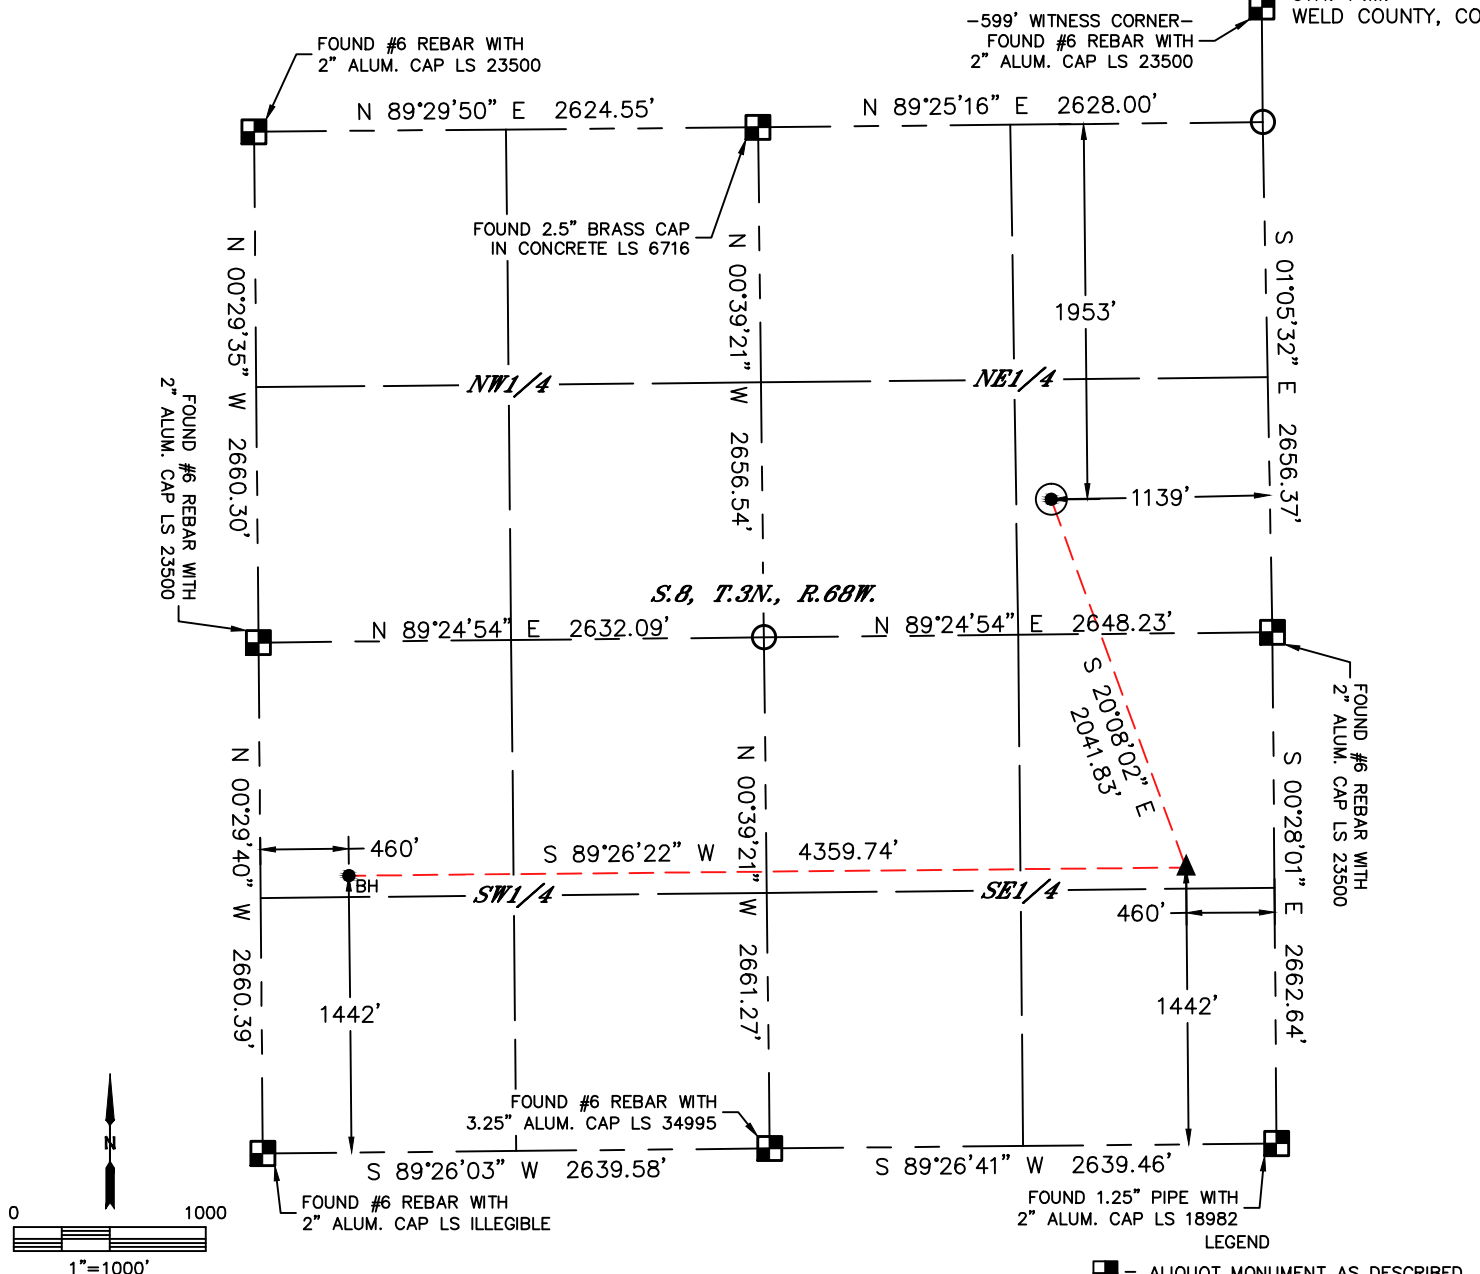 -599' WITNESS CORNER-
FOUND #6 REBAR WITH
2" ALUM. CAP LS 23500
WELD COUNTY, CO
FOUND #6 REBAR WITH
2" ALUM. CAP LS 23500
N 89°29'50" E 2624.55'
N 89°25'16" E 2628.00'
FOUND 2.5" BRASS CAP
IN CONCRETE LS 6716
N 00°29'35" W 2660.30'
N 00°39'21" W 2656.54'
S 01°05'32" E 2656.37'
1953'
NW1/4
NE1/4
FOUND #6 REBAR WITH
2" ALUM. CAP LS 23500
1139'
S.8, T.3N., R.68W.
N 89°24'54" E 2632.09'
N 89°24'54" E 2648.23'
S 20°08'02" E
2041.83'
FOUND #6 REBAR WITH
2" ALUM. CAP LS 23500
N 00°29'40" W 2660.39'
N 00°39'21" W 2661.27'
S 00°28'01" E 2662.64'
460'
S 89°26'22" W 4359.74'
BH
SW1/4
SE1/4
460'
1442'
1442'
FOUND #6 REBAR WITH
3.25" ALUM. CAP LS 34995
N
S 89°26'03" W 2639.58'
S 89°26'41" W 2639.46'
FOUND #6 REBAR WITH
2" ALUM. CAP LS ILLEGIBLE
FOUND 1.25" PIPE WITH
2" ALUM. CAP LS 18982
0 1000
1"=1000'
LEGEND
- ALIQUOT MONUMENT AS DESCRIBED